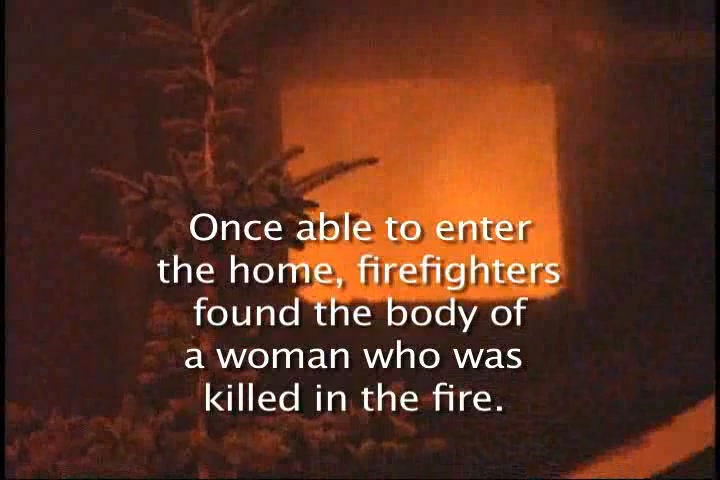 Once able to enter
the home, firefighters
found the body of
a woman who was
killed in the fire.